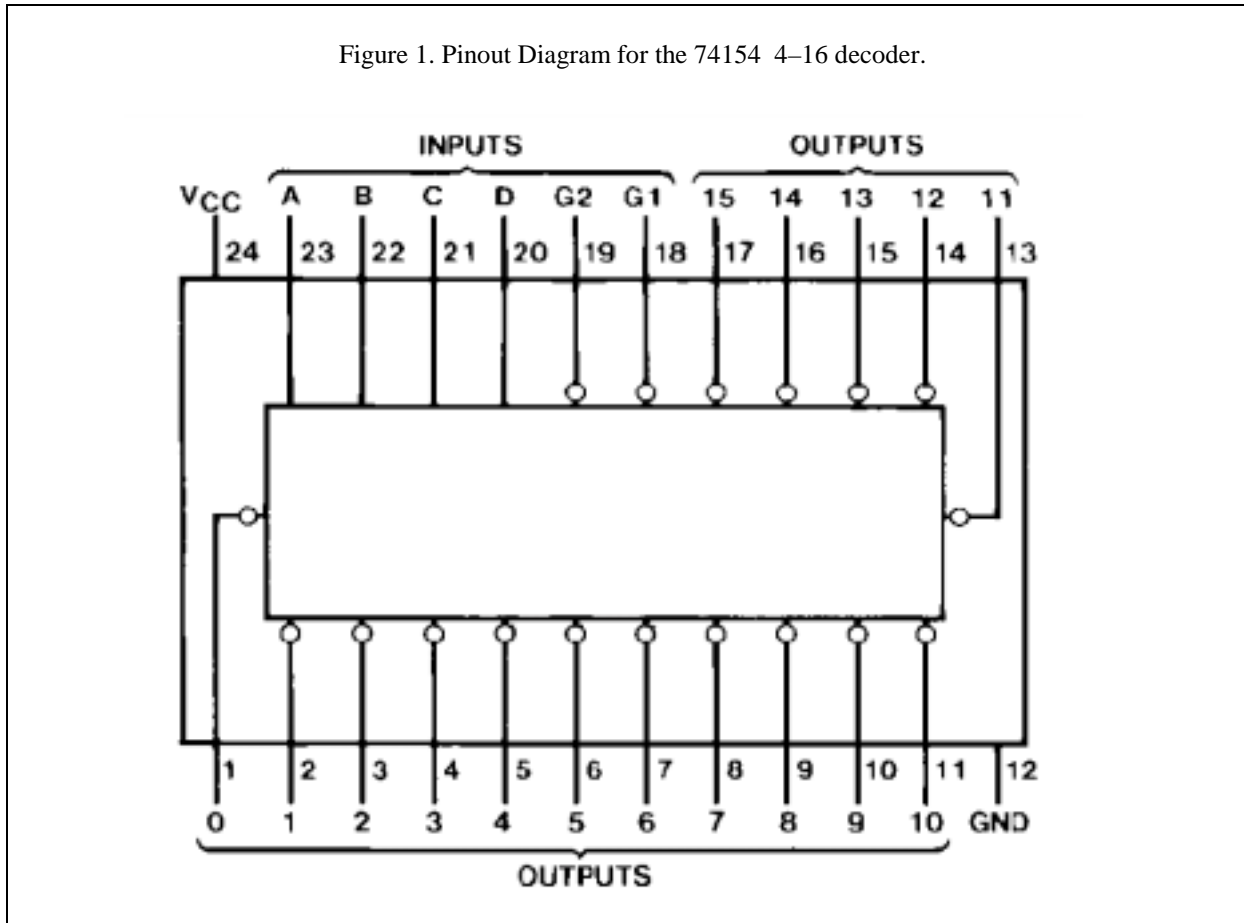 Figure 1. Pinout Diagram for the 74154 4–16 decoder.
INPUTS OUTPUTS
VCC A B C D G2 G1 15 14 13 12 11
24 23 22 21 20 19 18 17 16 15 14 13
1 2 3 4 5 6 7 8 9 10 11 12
0 1 2 3 4 5 6 7 8 9 10 GND
OUTPUTS